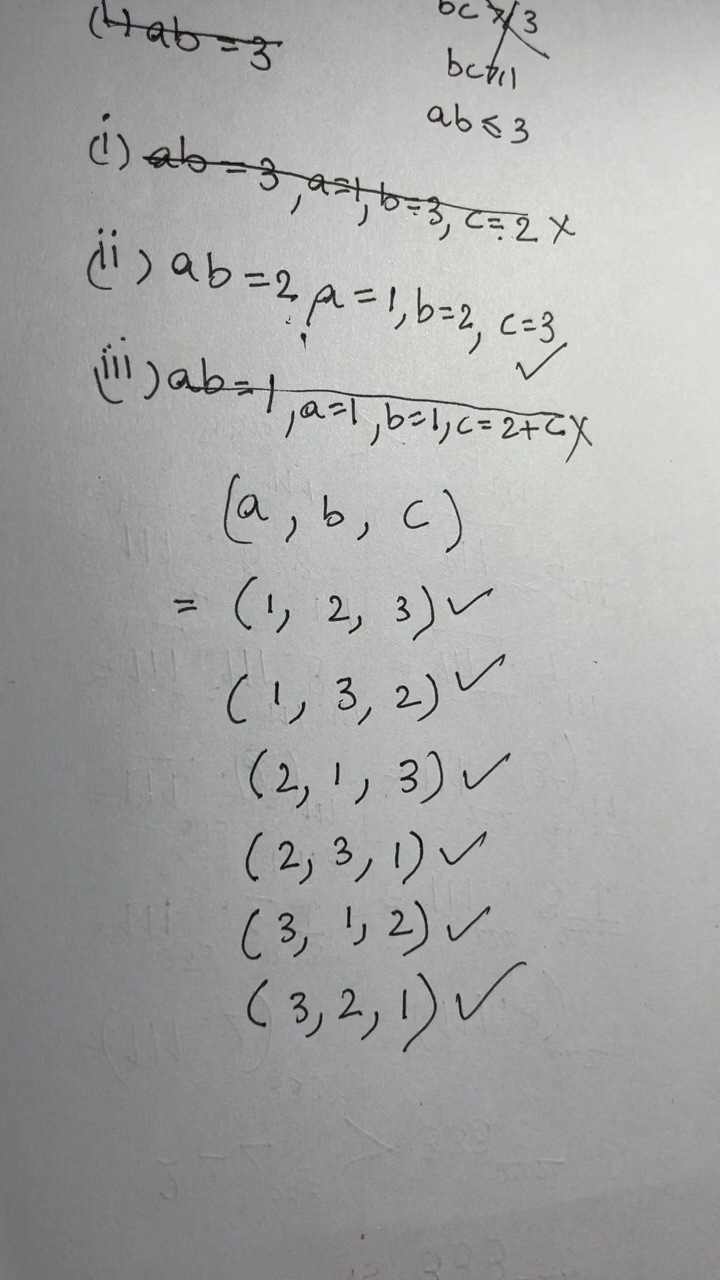 (i) ab = 3
bc > 3
bc > 1
ab ≤ 3
(i) ab = 3, a=1, b=3, c=2 ×
(ii) ab = 2, a = 1, b=2, c=3 ✓
(iii) ab = 1, a=1, b=1, c=2+c ×
(a, b, c)
= (1, 2, 3) ✓
(1, 3, 2) ✓
(2, 1, 3) ✓
(2, 3, 1) ✓
(3, 1, 2) ✓
(3, 2, 1) ✓